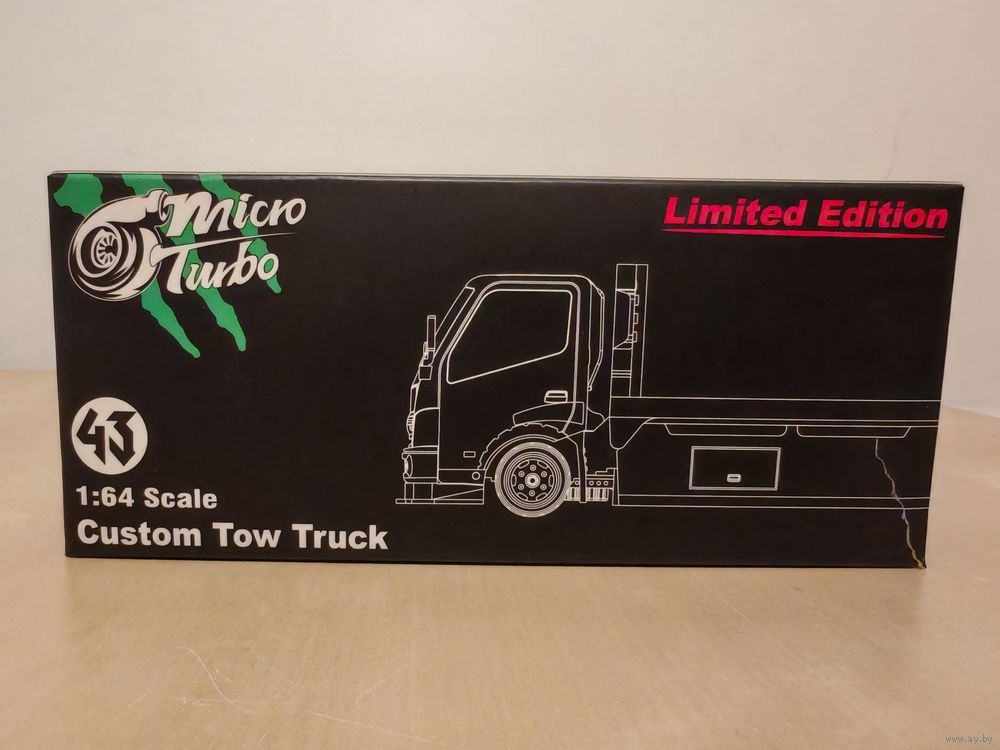 Micro
Turbo
Limited Edition
43
1:64 Scale
Custom Tow Truck
www.ay.by